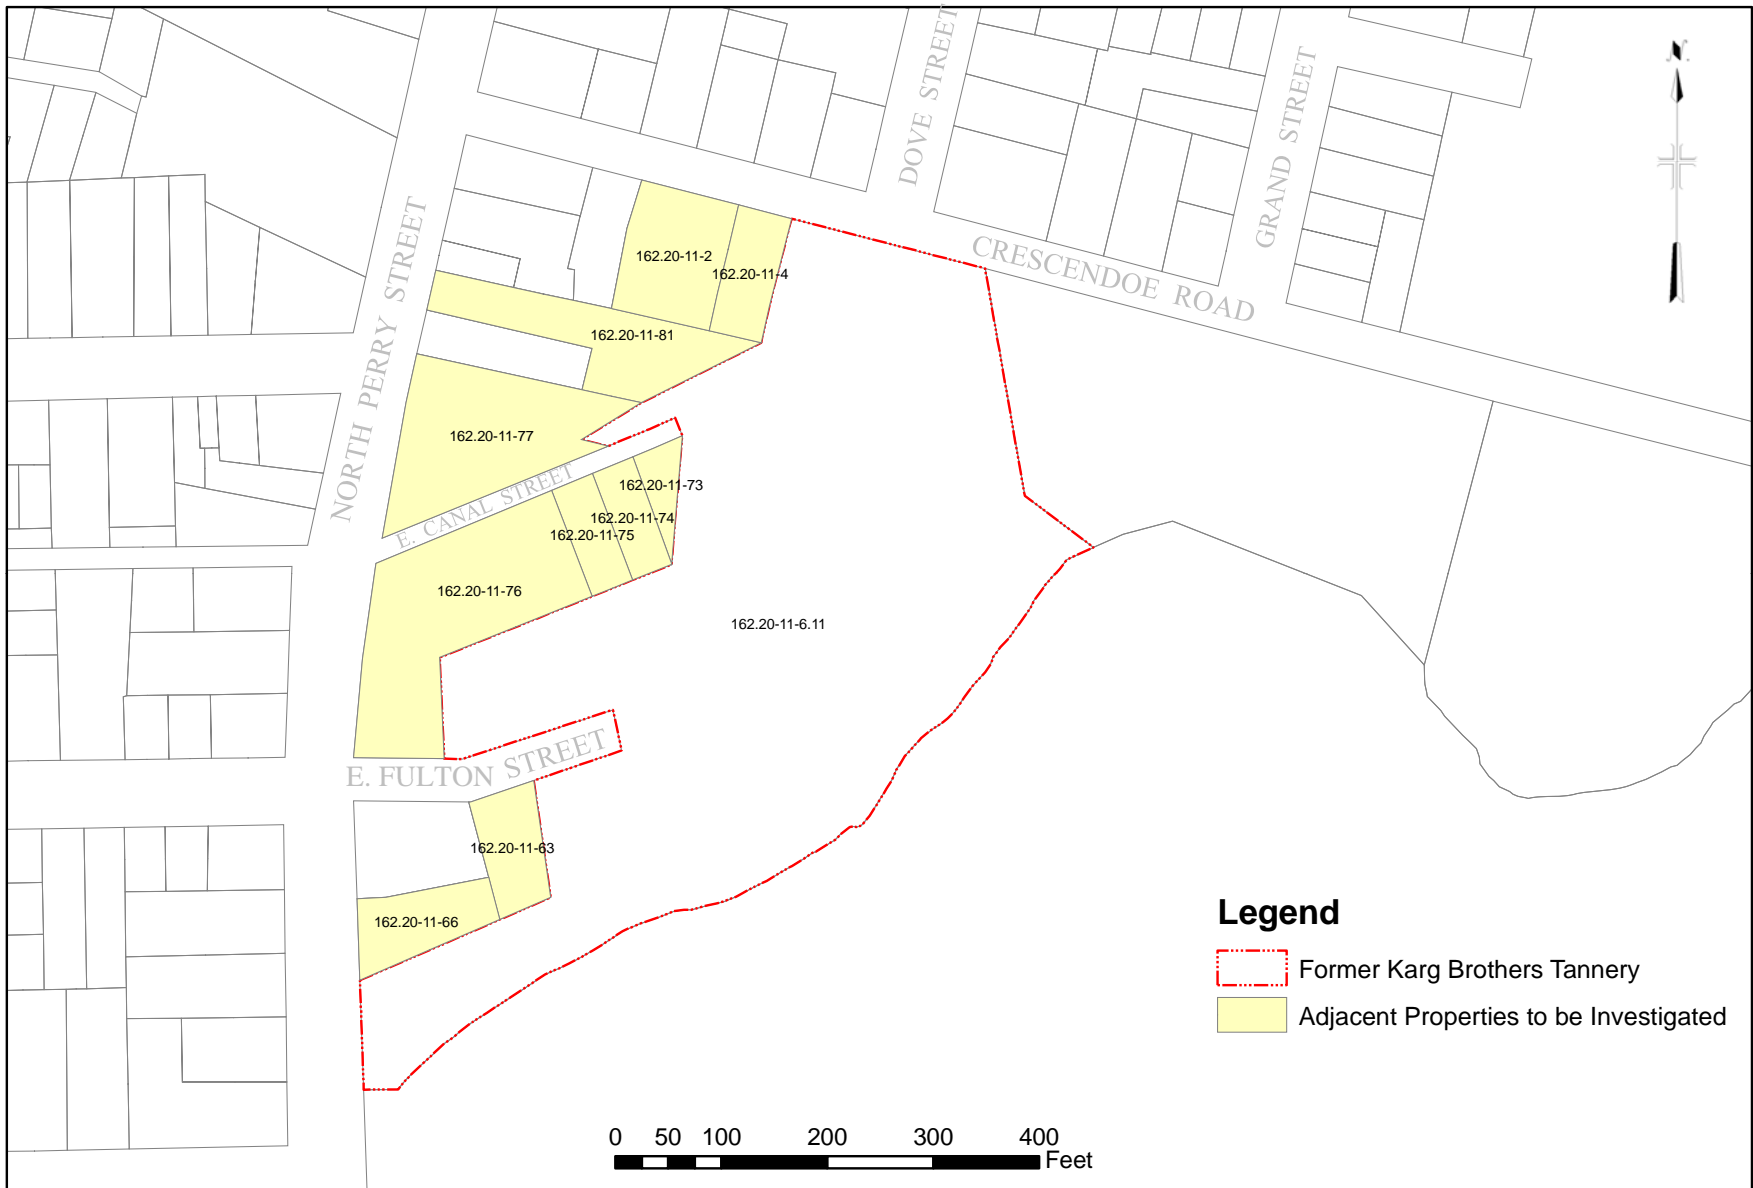 N.
DOVE STREET
GRAND STREET
CRESCENDOE ROAD
NORTH PERRY STREET
162.20-11-2
162.20-11-4
162.20-11-81
162.20-11-77
E. CANAL STREET
162.20-11-73
162.20-11-74
162.20-11-75
162.20-11-76
162.20-11-6.11
E. FULTON STREET
162.20-11-63
162.20-11-66
Legend
Former Karg Brothers Tannery
Adjacent Properties to be Investigated
0 50 100 200 300 400
Feet